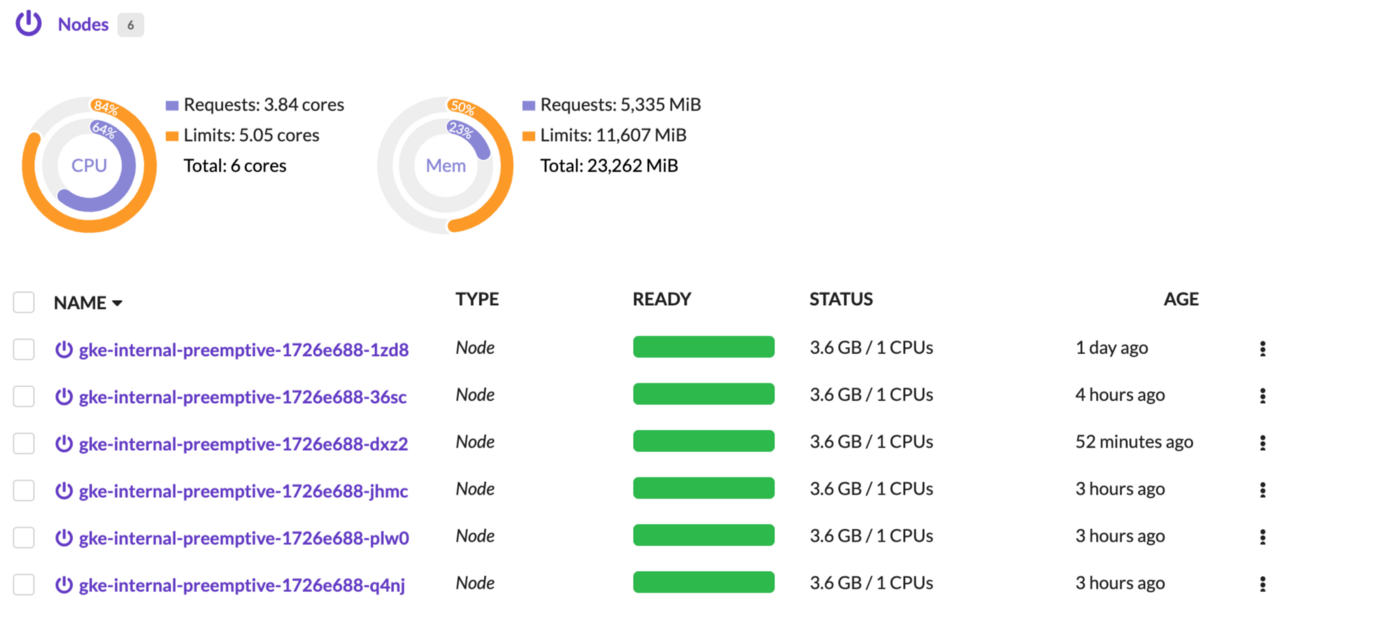 Nodes 6
84%
64%
CPU
Requests: 3.84 cores
Limits: 5.05 cores
Total: 6 cores
50%
23%
Mem
Requests: 5,335 MiB
Limits: 11,607 MiB
Total: 23,262 MiB
NAME TYPE READY STATUS AGE
gke-internal-preemptive-1726e688-1zd8 Node 3.6 GB / 1 CPUs 1 day ago
gke-internal-preemptive-1726e688-36sc Node 3.6 GB / 1 CPUs 4 hours ago
gke-internal-preemptive-1726e688-dxz2 Node 3.6 GB / 1 CPUs 52 minutes ago
gke-internal-preemptive-1726e688-jhmc Node 3.6 GB / 1 CPUs 3 hours ago
gke-internal-preemptive-1726e688-plw0 Node 3.6 GB / 1 CPUs 3 hours ago
gke-internal-preemptive-1726e688-q4nj Node 3.6 GB / 1 CPUs 3 hours ago